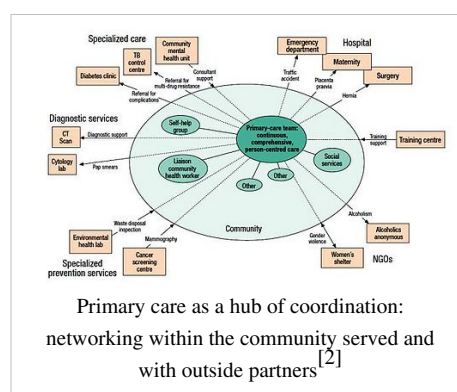 Specialized care
Community
mental
health unit
TB
control
centre
Diabetes clinic
Referral for
multi-drug resistance
Consultant
support
Referral for
complications
Emergency
department
Hospital
Maternity
Surgery
Traffic
accident
Placenta
praevia
Hernia
Diagnostic services
CT
Scan
Diagnostic support
Cytology
lab
Pap smears
Self-help
group
Primary-care team:
continuous,
comprehensive,
person-centred care
Liaison
community
health worker
Social
services
Other
Other
Community
Training
support
Training centre
Waste disposal
inspection
Mammography
Environmental
health lab
Specialized
prevention services
Cancer
screening
centre
Gender
violence
Alcoholism
Women's
shelter
Alcoholics
anonymous
NGOs
Primary care as a hub of coordination:
networking within the community served and
with outside partners[2]